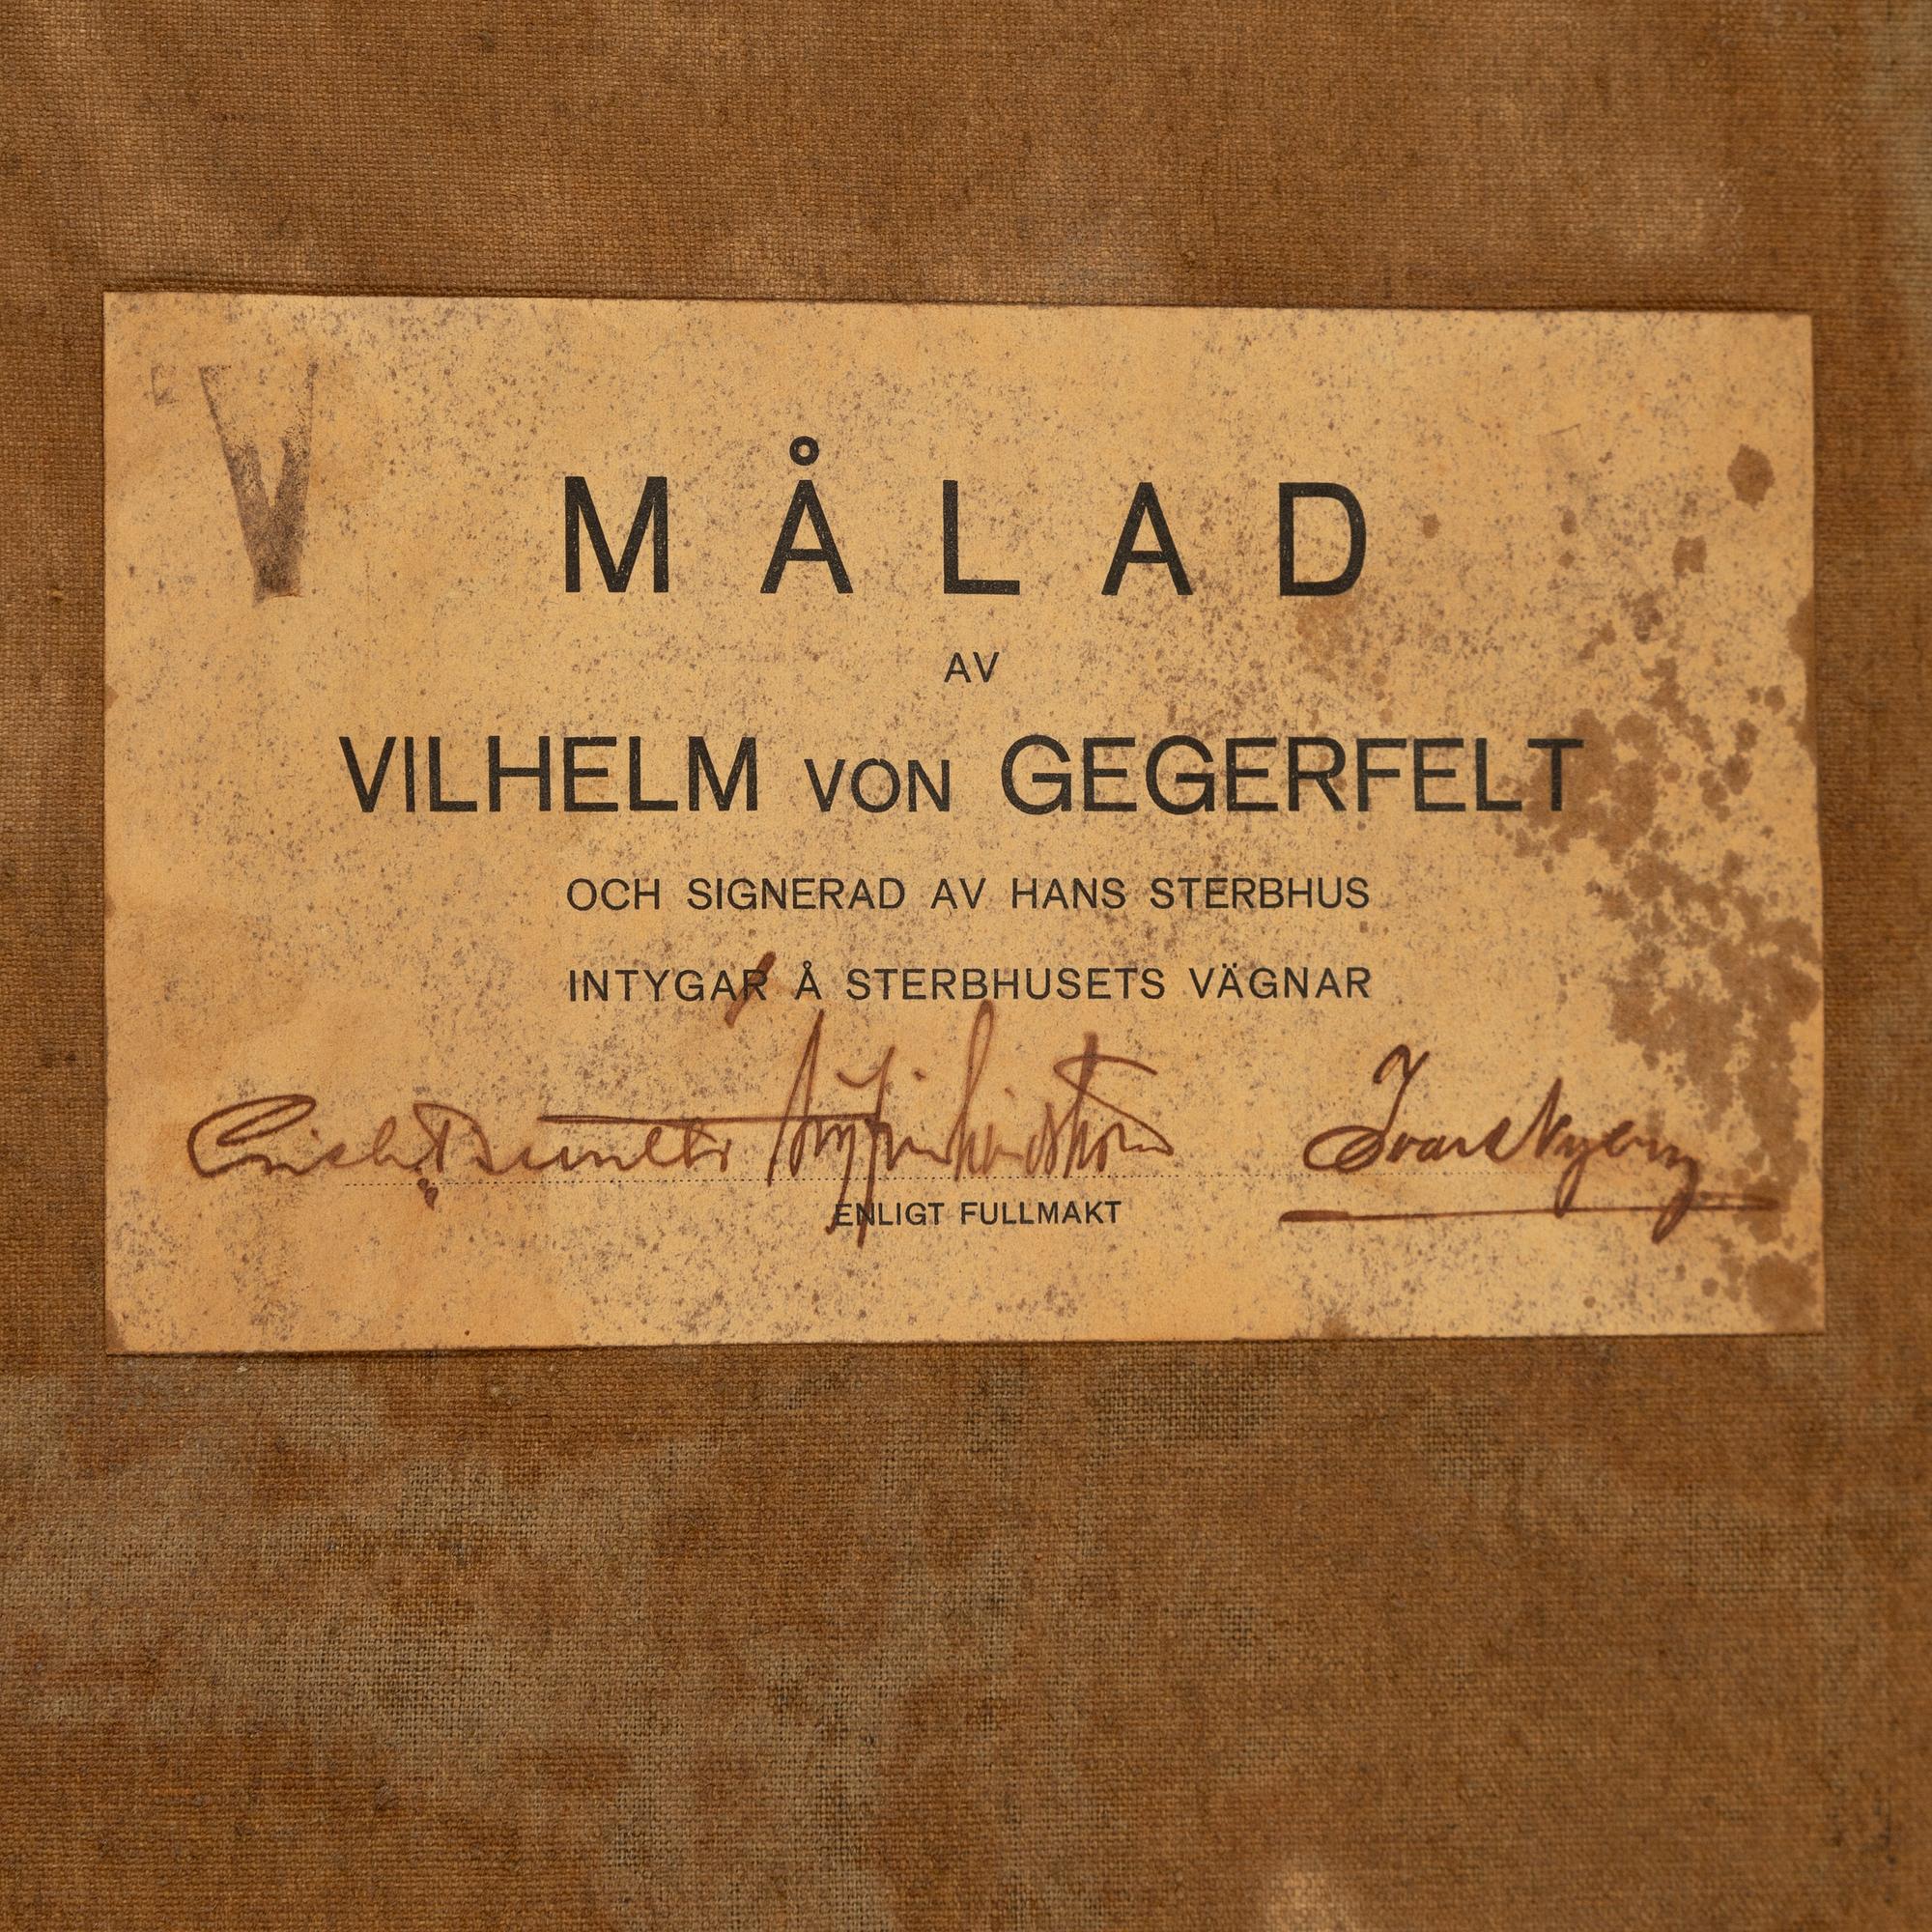 V
MÅLAD
AV
VILHELM VON GEGERFELT
OCH SIGNERAD AV HANS STERBHUS
INTYGAR Å STERBHUSETS VÄGNAR
ENLIGT FULLMAKT